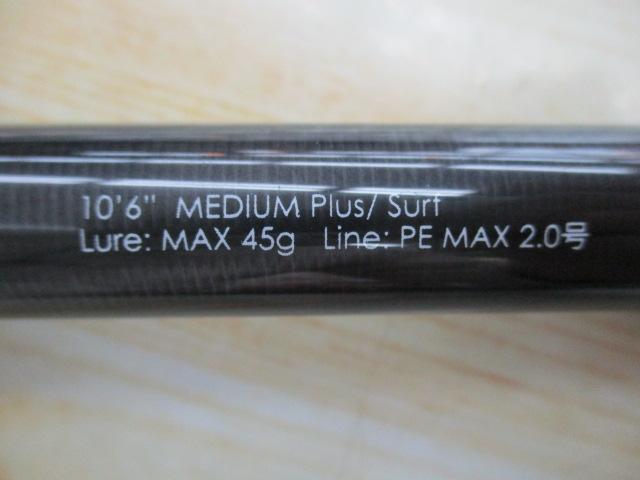 10'6" MEDIUM Plus/ Surf
Lure: MAX 45g Line: PE MAX 2.0号